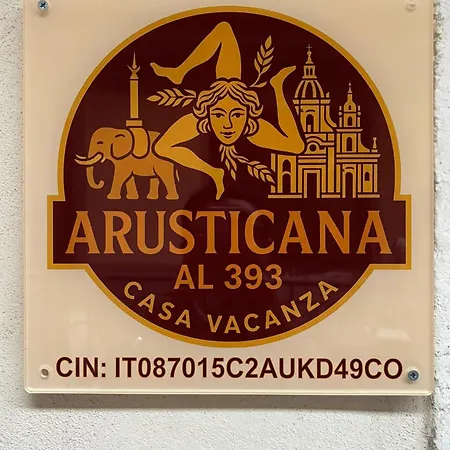 ARUSTICANA
AL 393
CASA VACANZA
CIN: IT087015C2AUKD49CO